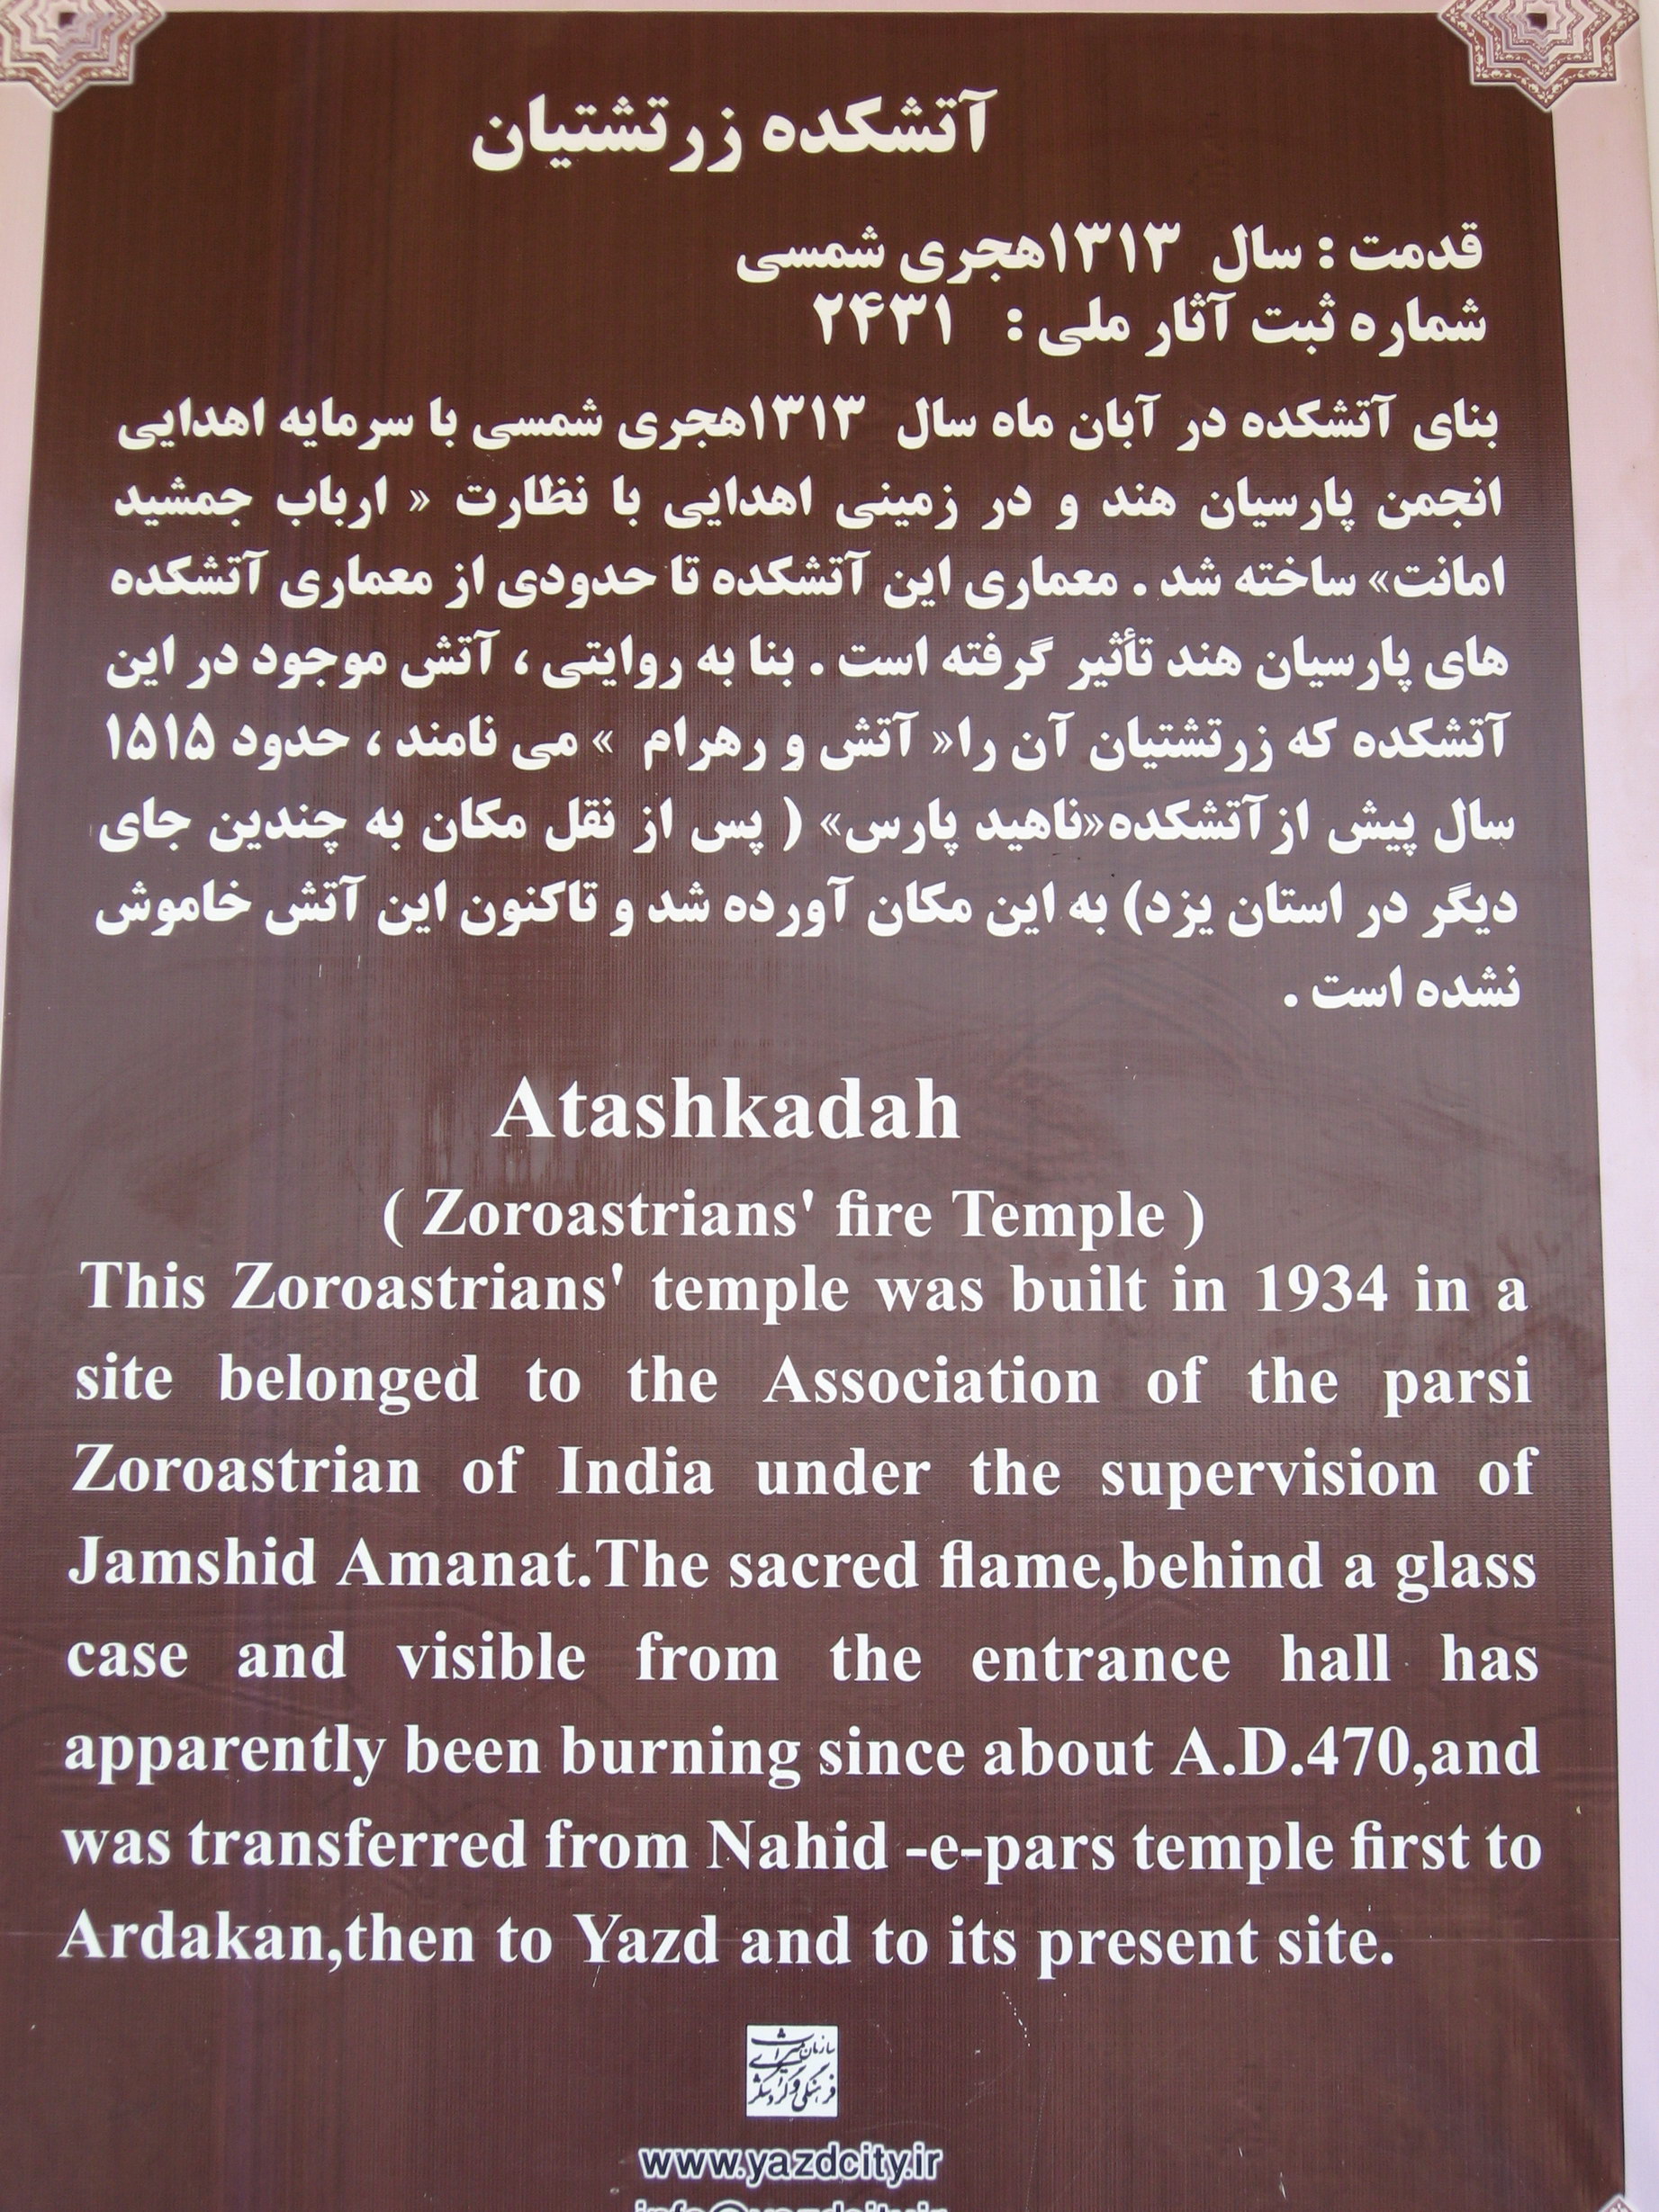 آتشکده زرتشتیان
قدمت : سال ۱۳۱۳هجری شمسی
شماره ثبت آثار ملی : ۲۴۳۱
بنای آتشکده در آبان ماه سال ۱۳۱۳هجری شمسی با سرمایه اهدایی
انجمن پارسیان هند و در زمینی اهدایی با نظارت « ارباب جمشید
امانت» ساخته شد . معماری این آتشکده تا حدودی از معماری آتشکده
های پارسیان هند تأثیر گرفته است . بنا به روایتی ، آتش موجود در این
آتشکده که زرتشتیان آن را« آتش و رهرام » می نامند ، حدود ۱۵۱۵
سال پیش ازآتشکده«ناهید پارس» ( پس از نقل مکان به چندین جای
دیگر در استان یزد) به این مکان آورده شد و تاکنون این آتش خاموش
نشده است .
Atashkadah
( Zoroastrians' fire Temple )
This Zoroastrians' temple was built in 1934 in a
site belonged to the Association of the parsi
Zoroastrian of India under the supervision of
Jamshid Amanat.The sacred flame,behind a glass
case and visible from the entrance hall has
apparently been burning since about A.D.470,and
was transferred from Nahid -e-pars temple first to
Ardakan,then to Yazd and to its present site.
سازمان میراث
فرهنگی و گردشگری
www.yazdcity.ir